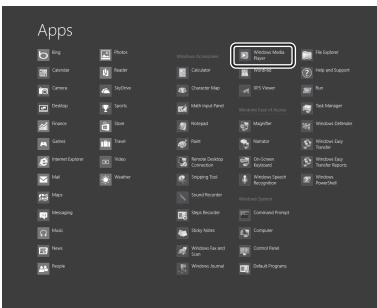 Apps
Bing
Calendar
Camera
Desktop
Finance
Games
Internet Explorer
Mail
Maps
Messaging
Music
News
People
Photos
Reader
SkyDrive
Sports
Store
Travel
Video
Weather
Windows Accessories
Calculator
Character Map
Math Input Panel
Notepad
Paint
Remote Desktop
Connection
Snipping Tool
Sound Recorder
Steps Recorder
Sticky Notes
Windows Fax and
Scan
Windows Journal
Windows Media
Player
WordPad
XPS Viewer
Windows Ease of Access
Magnifier
Narrator
On-Screen
Keyboard
Windows Speech
Recognition
Windows System
Command Prompt
Computer
Control Panel
Default Programs
File Explorer
Help and Support
Run
Task Manager
Windows Defender
Windows Easy
Transfer
Windows Easy
Transfer Reports
Windows
PowerShell